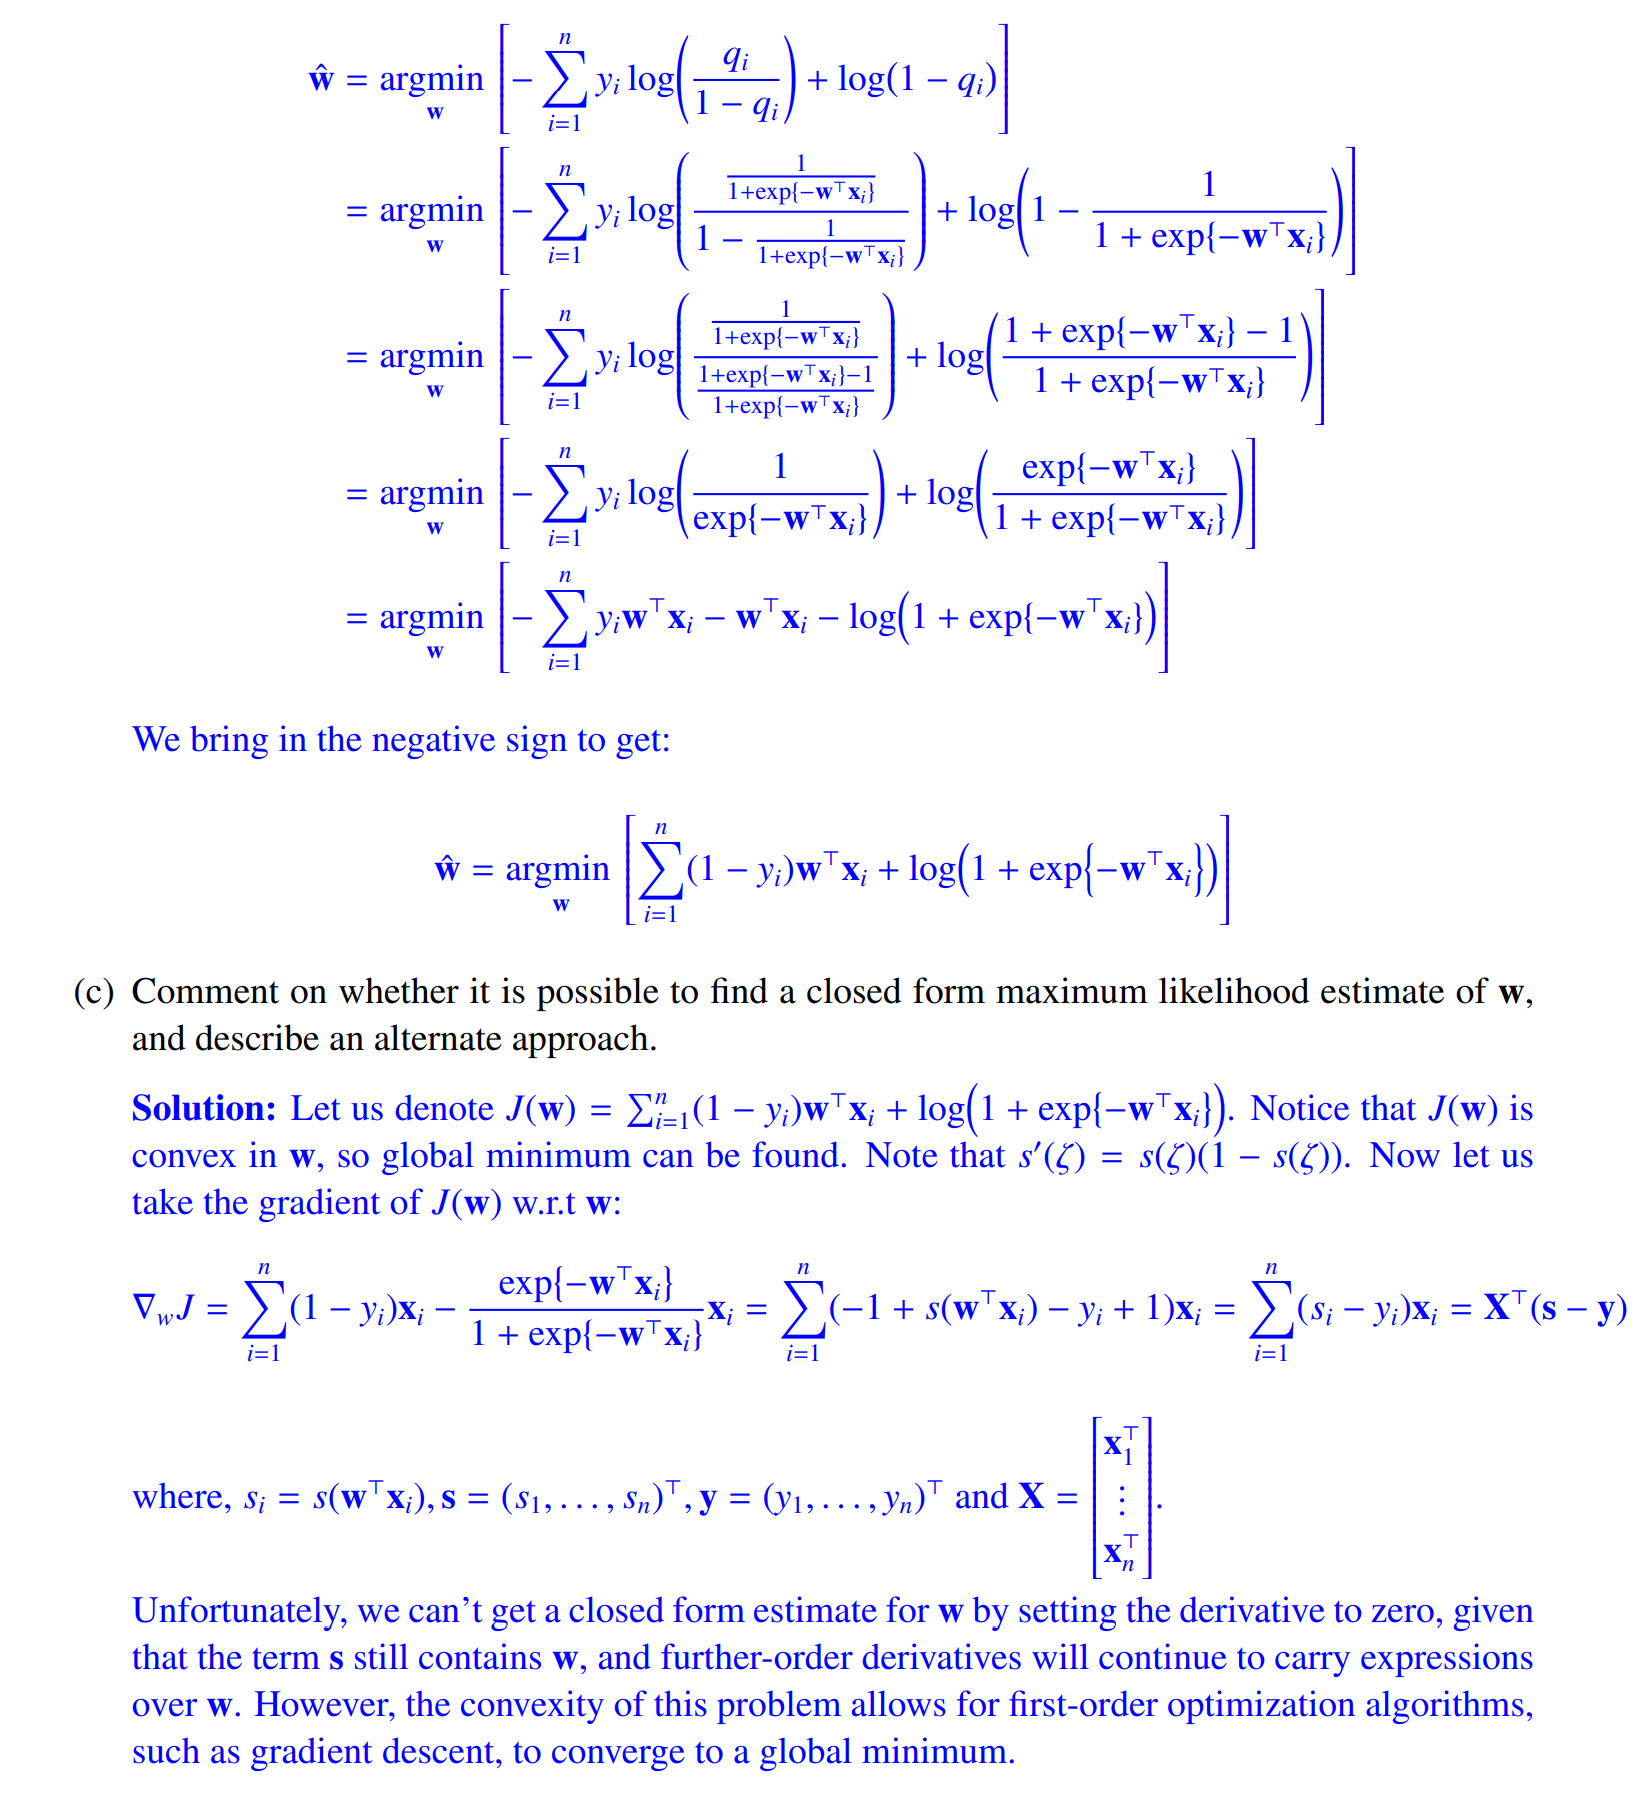 $\hat{\mathbf{w}} = \underset{\mathbf{w}}{\operatorname{argmin}} \left[ -\sum_{i=1}^{n} y_i \log\left(\frac{q_i}{1 - q_i}\right) + \log(1 - q_i) \right]$
$= \underset{\mathbf{w}}{\operatorname{argmin}} \left[ -\sum_{i=1}^{n} y_i \log\left(\frac{\frac{1}{1+\exp\{-\mathbf{w}^\top \mathbf{x}_i\}}}{1 - \frac{1}{1+\exp\{-\mathbf{w}^\top \mathbf{x}_i\}}}\right) + \log\left(1 - \frac{1}{1 + \exp\{-\mathbf{w}^\top \mathbf{x}_i\}}\right) \right]$
$= \underset{\mathbf{w}}{\operatorname{argmin}} \left[ -\sum_{i=1}^{n} y_i \log\left(\frac{\frac{1}{1+\exp\{-\mathbf{w}^\top \mathbf{x}_i\}}}{\frac{1+\exp\{-\mathbf{w}^\top \mathbf{x}_i\}-1}{1+\exp\{-\mathbf{w}^\top \mathbf{x}_i\}}}\right) + \log\left(\frac{1 + \exp\{-\mathbf{w}^\top \mathbf{x}_i\} - 1}{1 + \exp\{-\mathbf{w}^\top \mathbf{x}_i\}}\right) \right]$
$= \underset{\mathbf{w}}{\operatorname{argmin}} \left[ -\sum_{i=1}^{n} y_i \log\left(\frac{1}{\exp\{-\mathbf{w}^\top \mathbf{x}_i\}}\right) + \log\left(\frac{\exp\{-\mathbf{w}^\top \mathbf{x}_i\}}{1 + \exp\{-\mathbf{w}^\top \mathbf{x}_i\}}\right) \right]$
$= \underset{\mathbf{w}}{\operatorname{argmin}} \left[ -\sum_{i=1}^{n} y_i \mathbf{w}^\top \mathbf{x}_i - \mathbf{w}^\top \mathbf{x}_i - \log\left(1 + \exp\{-\mathbf{w}^\top \mathbf{x}_i\}\right) \right]$
We bring in the negative sign to get:
$\hat{\mathbf{w}} = \underset{\mathbf{w}}{\operatorname{argmin}} \left[ \sum_{i=1}^{n} (1 - y_i)\mathbf{w}^\top \mathbf{x}_i + \log\left(1 + \exp\{-\mathbf{w}^\top \mathbf{x}_i\}\right) \right]$
(c) Comment on whether it is possible to find a closed form maximum likelihood estimate of $\mathbf{w}$,
and describe an alternate approach.
Solution: Let us denote $J(\mathbf{w}) = \sum_{i=1}^{n} (1 - y_i)\mathbf{w}^\top \mathbf{x}_i + \log\left(1 + \exp\{-\mathbf{w}^\top \mathbf{x}_i\}\right)$. Notice that $J(\mathbf{w})$ is
convex in $\mathbf{w}$, so global minimum can be found. Note that $s'(\zeta) = s(\zeta)(1 - s(\zeta))$. Now let us
take the gradient of $J(\mathbf{w})$ w.r.t $\mathbf{w}$:
$\nabla_w J = \sum_{i=1}^{n} (1 - y_i)\mathbf{x}_i - \frac{\exp\{-\mathbf{w}^\top \mathbf{x}_i\}}{1 + \exp\{-\mathbf{w}^\top \mathbf{x}_i\}} \mathbf{x}_i = \sum_{i=1}^{n} (-1 + s(\mathbf{w}^\top \mathbf{x}_i) - y_i + 1)\mathbf{x}_i = \sum_{i=1}^{n} (s_i - y_i)\mathbf{x}_i = \mathbf{X}^\top (\mathbf{s} - \mathbf{y})$
where, $s_i = s(\mathbf{w}^\top \mathbf{x}_i), \mathbf{s} = (s_1, \ldots, s_n)^\top, \mathbf{y} = (y_1, \ldots, y_n)^\top$ and $\mathbf{X} = \begin{bmatrix} \mathbf{x}_1^\top \\ \vdots \\ \mathbf{x}_n^\top \end{bmatrix}$.
Unfortunately, we can't get a closed form estimate for $\mathbf{w}$ by setting the derivative to zero, given
that the term $\mathbf{s}$ still contains $\mathbf{w}$, and further-order derivatives will continue to carry expressions
over $\mathbf{w}$. However, the convexity of this problem allows for first-order optimization algorithms,
such as gradient descent, to converge to a global minimum.